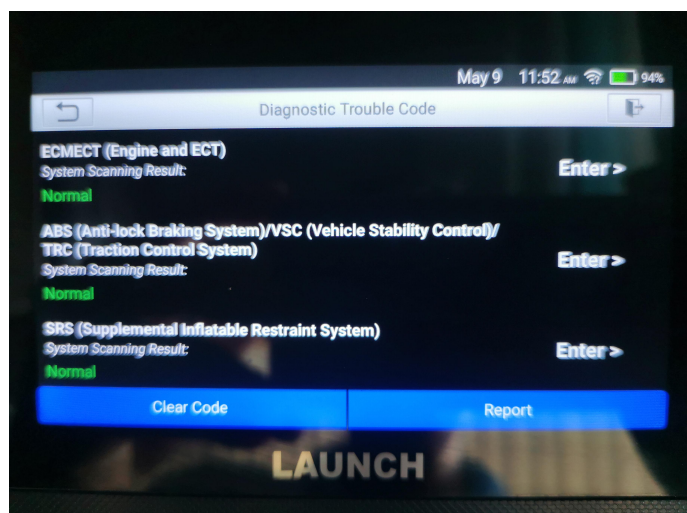 May 9 11:52 AM 94%
Diagnostic Trouble Code
ECMECT (Engine and ECT)
System Scanning Result:
Enter >
Normal
ABS (Anti-lock Braking System)/VSC (Vehicle Stability Control)/
TRC (Traction Control System)
System Scanning Result:
Enter >
Normal
SRS (Supplemental Inflatable Restraint System)
System Scanning Result:
Enter >
Normal
Clear Code
Report
LAUNCH